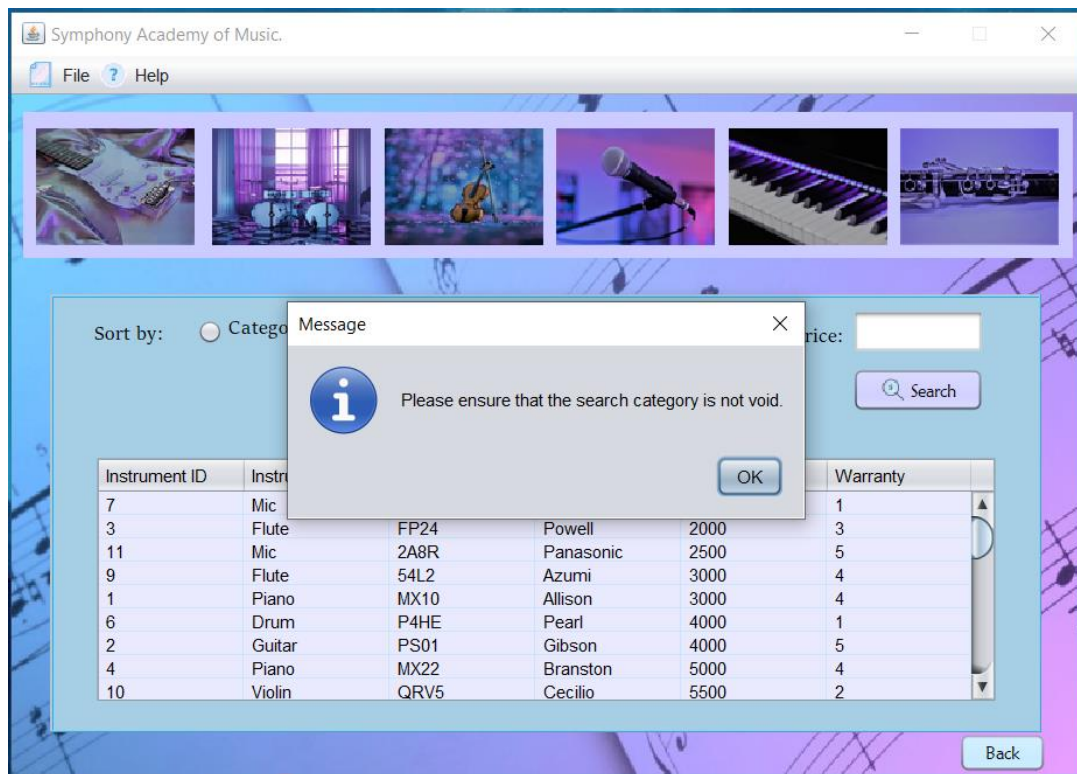 Symphony Academy of Music.
File ? Help
Sort by: Catego rice:
Message
Please ensure that the search category is not void.
OK
Search
Instrument ID Instru Warranty
7 Mic 1
3 Flute FP24 Powell 2000 3
11 Mic 2A8R Panasonic 2500 5
9 Flute 54L2 Azumi 3000 4
1 Piano MX10 Allison 3000 4
6 Drum P4HE Pearl 4000 1
2 Guitar PS01 Gibson 4000 5
4 Piano MX22 Branston 5000 4
10 Violin QRV5 Cecilio 5500 2
Back